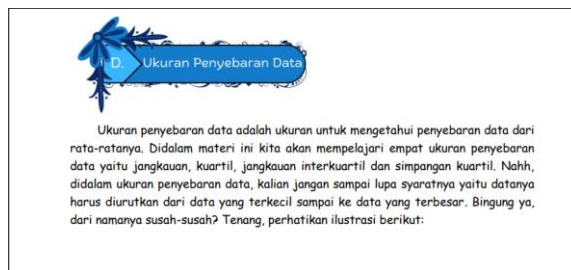 D. Ukuran Penyebaran Data
Ukuran penyebaran data adalah ukuran untuk mengetahui penyebaran data dari
rata-ratanya. Didalam materi ini kita akan mempelajari empat ukuran penyebaran
data yaitu jangkauan, kuartil, jangkauan interkuartil dan simpangan kuartil. Nahh,
didalam ukuran penyebaran data, kalian jangan sampai lupa syaratnya yaitu datanya
harus diurutkan dari data yang terkecil sampai ke data yang terbesar. Bingung ya,
dari namanya susah-susah? Tenang, perhatikan ilustrasi berikut: